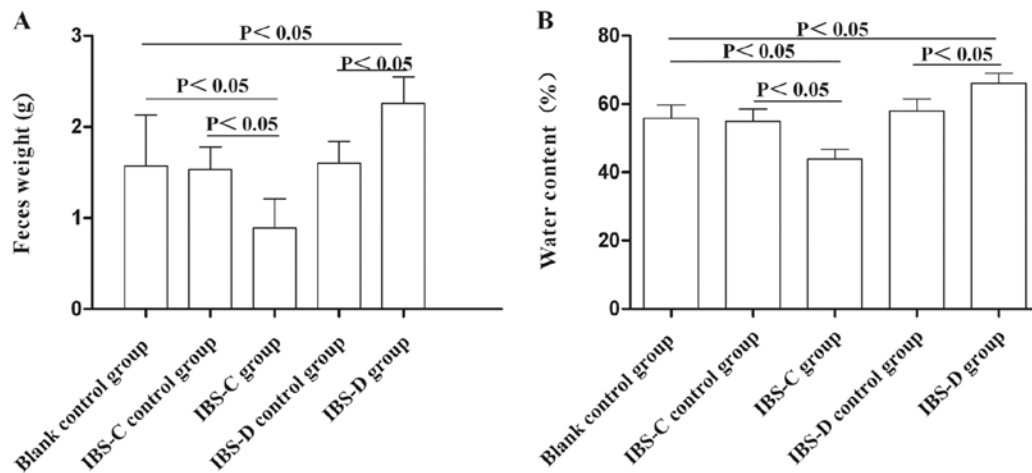 A
Feces weight (g)
3
2
1
0
P< 0.05
P< 0.05
P< 0.05
P< 0.05
Blank control group
IBS-C control group
IBS-C group
IBS-D control group
IBS-D group
B
Water content (%)
80
60
40
20
0
P< 0.05
P< 0.05
P< 0.05
P< 0.05
Blank control group
IBS-C control group
IBS-C group
IBS-D control group
IBS-D group